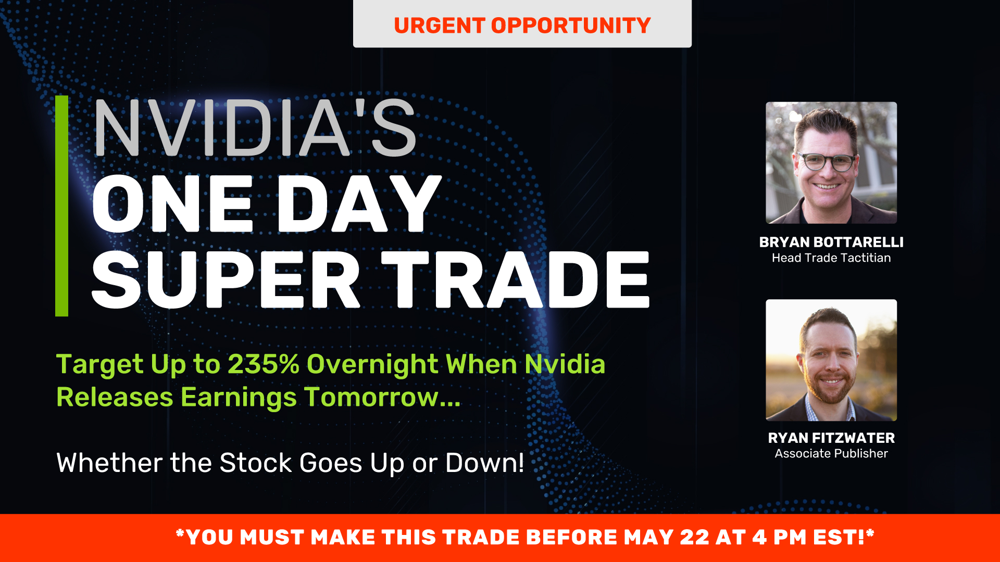 URGENT OPPORTUNITY
NVIDIA'S
ONE DAY
SUPER TRADE
Target Up to 235% Overnight When Nvidia
Releases Earnings Tomorrow...
Whether the Stock Goes Up or Down!
BRYAN BOTTARELLI
Head Trade Tactitian
RYAN FITZWATER
Associate Publisher
*YOU MUST MAKE THIS TRADE BEFORE MAY 22 AT 4 PM EST!*